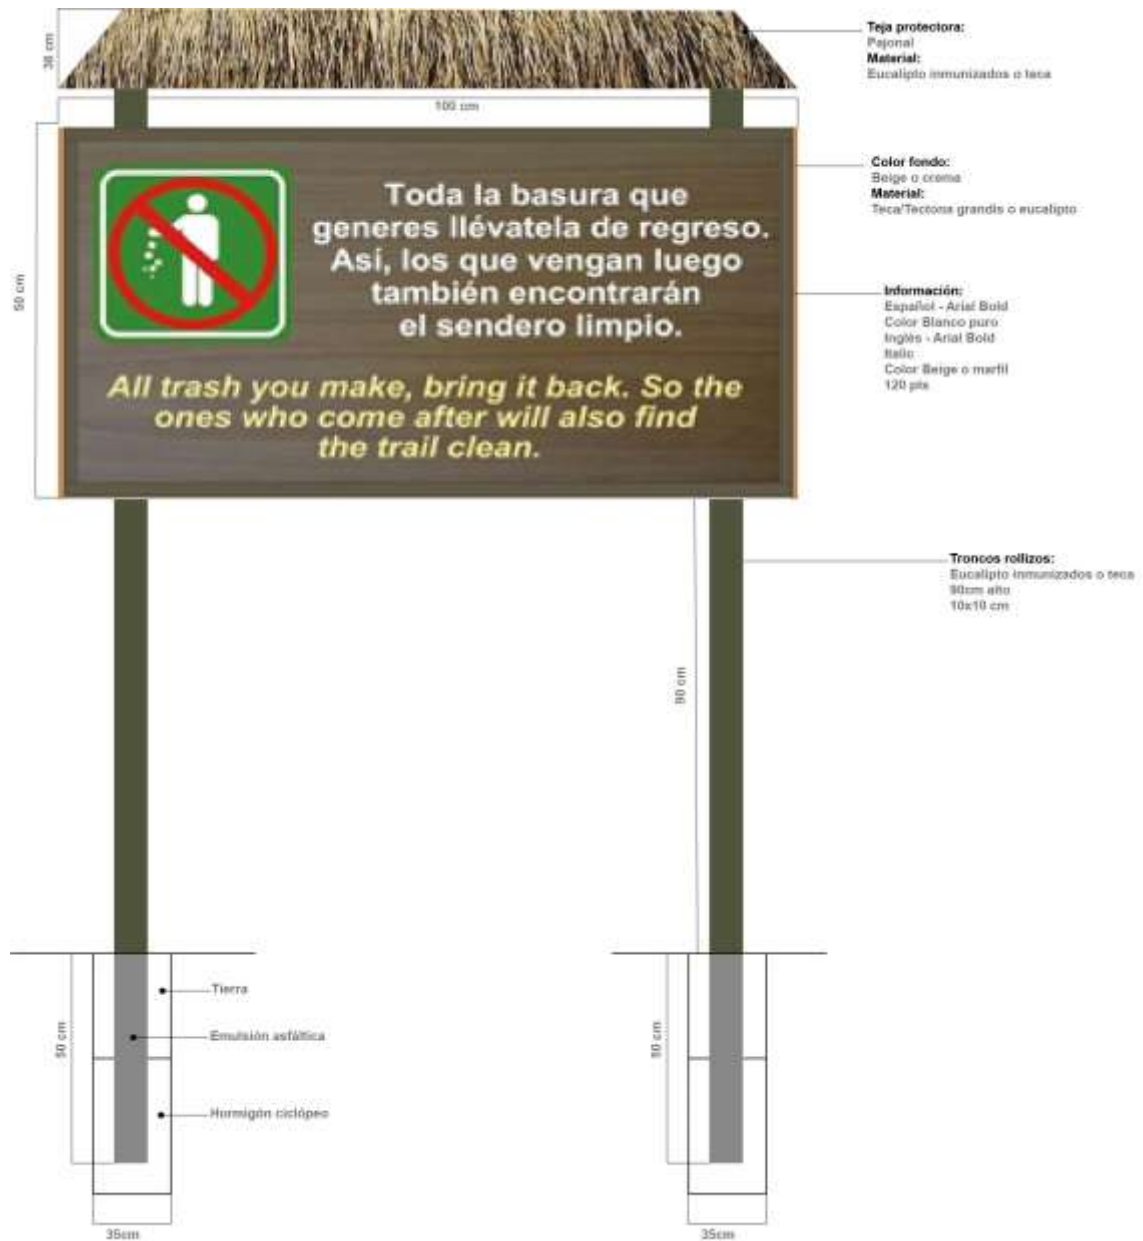 38 cm
Teja protectora:
Pajonal
Material:
Eucalipto inmunizados o teca
100 cm
Color fondo:
Beige o crema
Material:
Teca/Tectona grandis o eucalipto
Toda la basura que
generes llévatela de regreso.
Así, los que vengan luego
también encontrarán
el sendero limpio.
50 cm
Información:
Español - Arial Bold
Color Blanco puro
Inglés - Arial Bold
Italic
Color Beige o marfil
120 pts
All trash you make, bring it back. So the
ones who come after will also find
the trail clean.
Troncos rollizos:
Eucalipto inmunizados o teca
90cm alto
10x10 cm
90 cm
Tierra
Emulsión asfáltica
50 cm
50 cm
Hormigón ciclópeo
35cm
35cm